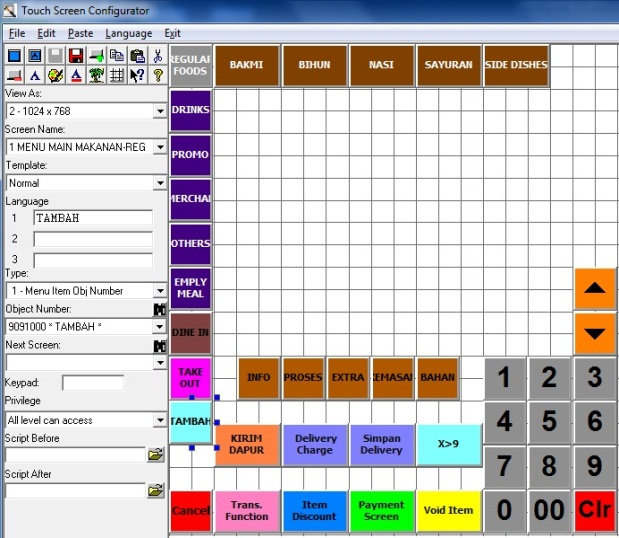 Touch Screen Configurator
File Edit Paste Language Exit
View As:
2 - 1024 x 768
Screen Name:
1 MENU MAIN MAKANAN-REG
Template:
Normal
Language
1 TAMBAH
2
3
Type:
1 - Menu Item Obj Number
Object Number:
9091000 * TAMBAH *
Next Screen:
Keypad:
Privilege
All level can access
Script Before
Script After
REGULAR
FOODS
BAKMI
BIHUN
NASI
SAYURAN
SIDE DISHES
DRINKS
PROMO
MERCHAI
OTHERS
EMPLY
MEAL
DINE IN
TAKE
OUT
INFO
PROSES
EXTRA
KEMASAN
BAHAN
1 2 3
TAMBAH
KIRIM
DAPUR
Delivery
Charge
Simpan
Delivery
X>9
4 5 6
7 8 9
Cancel
Trans.
Function
Item
Discount
Payment
Screen
Void Item
0 00 Clr